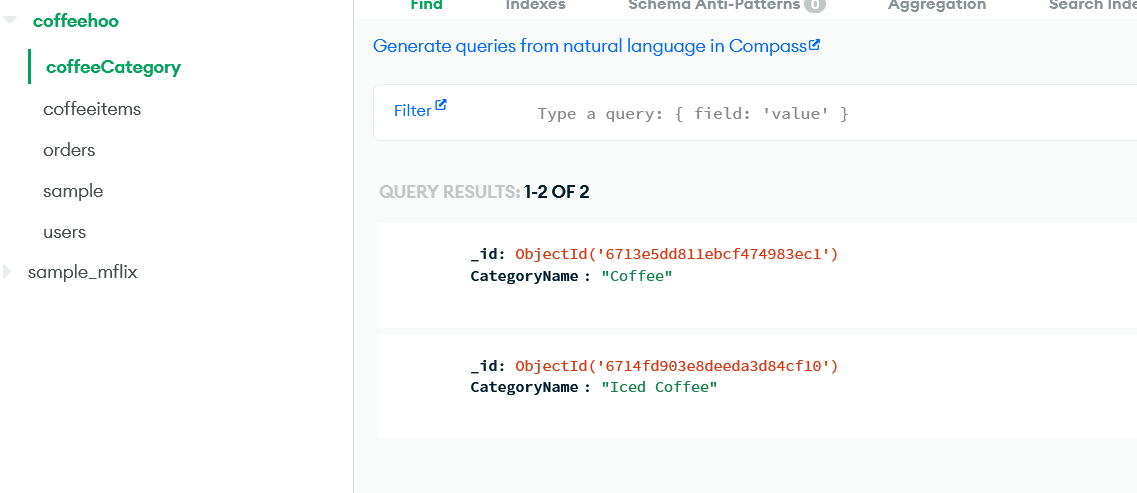 coffeehoo
coffeeCategory
coffeeitems
orders
sample
users
sample_mflix
Find Indexes Schema Anti-Patterns 0 Aggregation Search
Generate queries from natural language in Compass
Filter Type a query: { field: 'value' }
QUERY RESULTS: 1-2 OF 2
_id: ObjectId('6713e5dd811ebcf474983ec1')
CategoryName : "Coffee"
_id: ObjectId('6714fd903e8deeda3d84cf10')
CategoryName : "Iced Coffee"